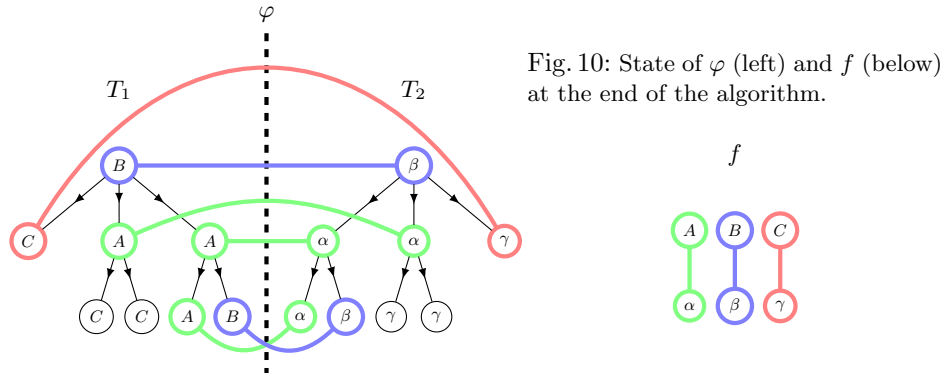 φ
T1 T2
Fig. 10: State of φ (left) and f (below)
at the end of the algorithm.
f
B β
C A A α α γ
C C A B α β γ γ
A B C
α β γ